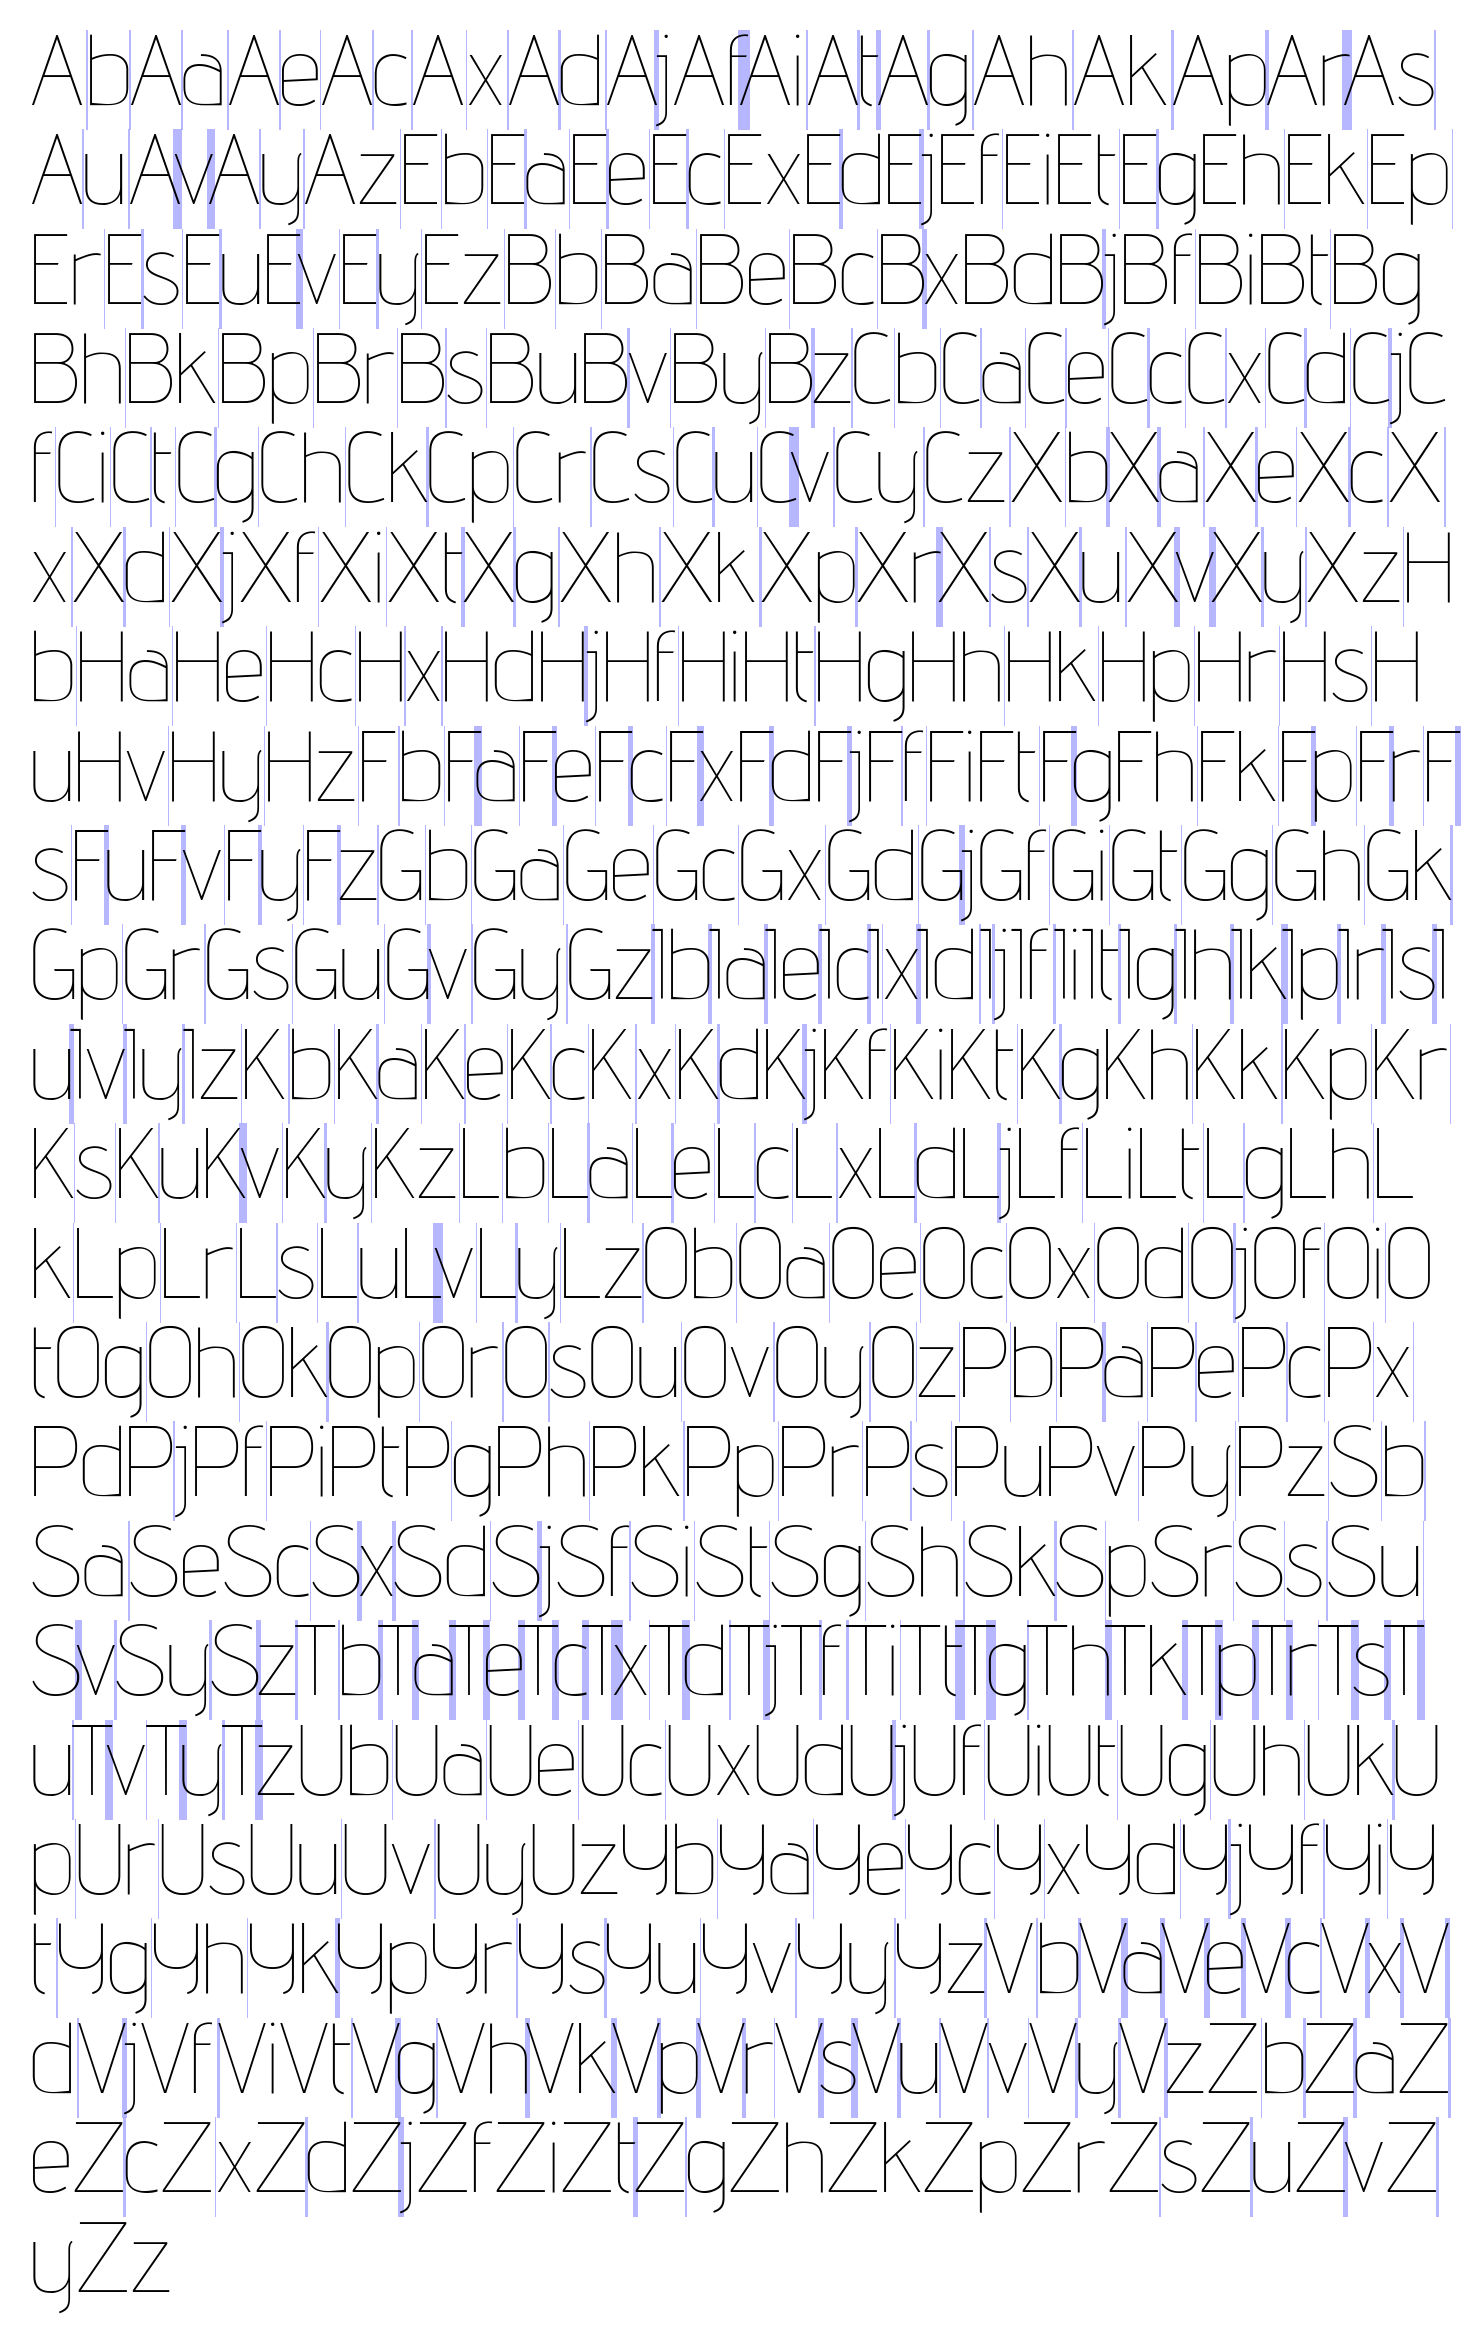 AbAaAeAcAxAdAjAfAiAtAgAhAkApArAs
AuAvAyAzEbEaEeEcExEdEjEfEiEtEgEhEkEp
ErEsEuEvEyEzBbBaBeBcBxBdBjBfBiBtBg
BhBkBpBrBsBuBvByBzCbCaCeCcCxCdCjC
fCiCtCgChCkCpCrCsCuCvCyCzXbXaXeXcX
xXdXjXfXiXtXgXhXkXpXrXsXuXvXyXzH
bHaHeHcHxHdHjHfHiHtHgHhHkHpHrHsH
uHvHyHzFbFaFeFcFxFdFjFfFiFtFgFhFkFpFrF
sFuFvFyFzGbGaGeGcGxGdGjGfGiGtGgGhGk
GpGrGsGuGvGyGzIbIaIeIcIxIdIjIfIiItIgIhIkIpIrIsI
uIvIyIzKbKaKeKcKxKdKjKfKiKtKgKhKkKpKr
KsKuKvKyKzLbLaLeLcLxLdLjLfLiLtLgLhL
kLpLrLsLuLvLyLzObOaOeOcOxOdOjOfOiO
tOgOhOkOpOrOsOuOvOyOzPbPaPePcPx
PdPjPfPiPtPgPhPkPpPrPsPuPvPyPzSb
SaSeScSxSdSjSfSiStSgShSkSpSrSsSu
SvSySzTbTaTeTcTxTdTjTfTiTtTgThTkTpTrTsT
uTvTyTzUbUaUeUcUxUdUjUfUiUtUgUhUkU
pUrUsUuUvUyUzYbYaYeYcYxYdYjYfYiY
tYgYhYkYpYrYsYuYvYyYzVbVaVeVcVxV
dVjVfViVtVgVhVkVpVrVsVuVvVyVzZbZaZ
eZcZxZdZjZfZiZtZgZhZkZpZrZsZuZvZ
yZz